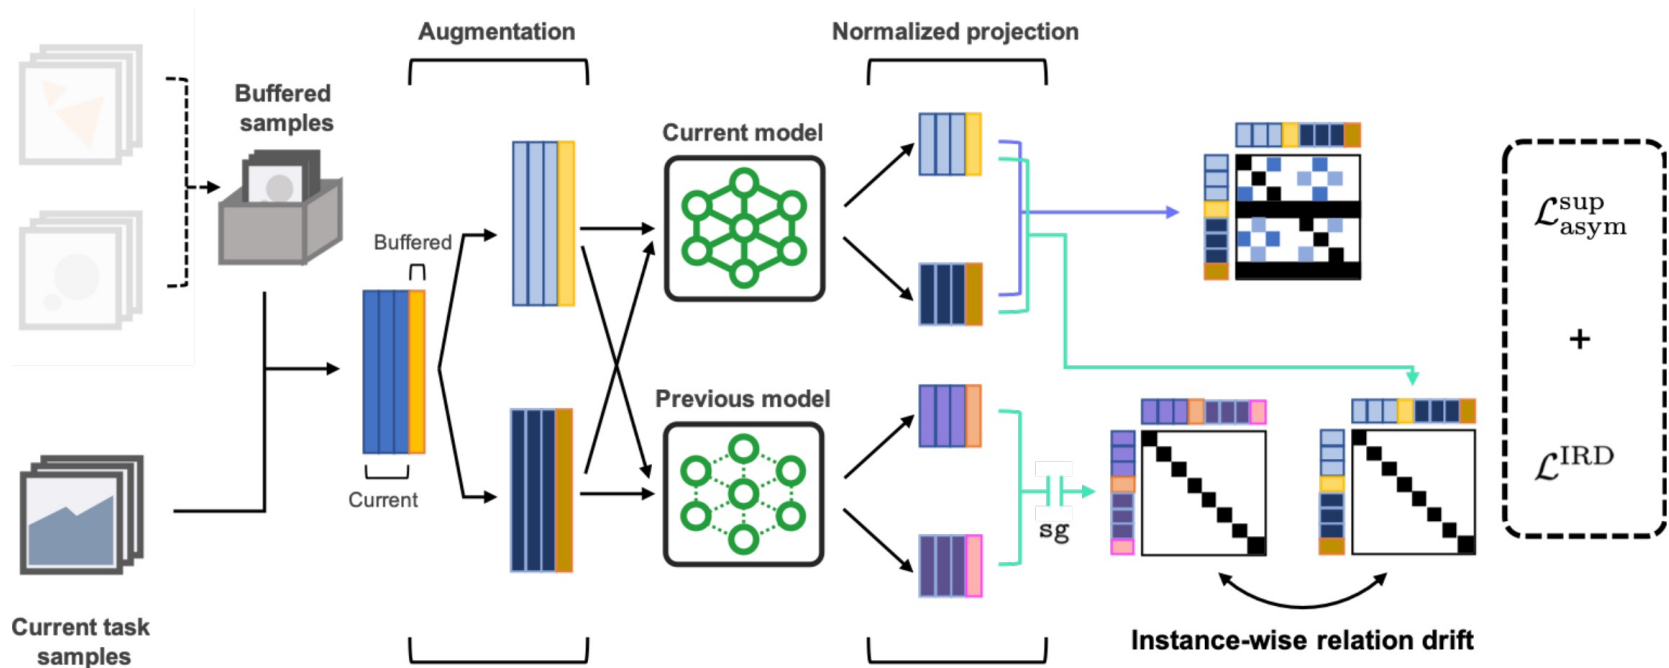 Augmentation
Normalized projection
Buffered
samples
Current model
Buffered
Previous model
Current
sg
Current task
samples
Instance-wise relation drift
ℒ^sup_asym
+
ℒ^IRD